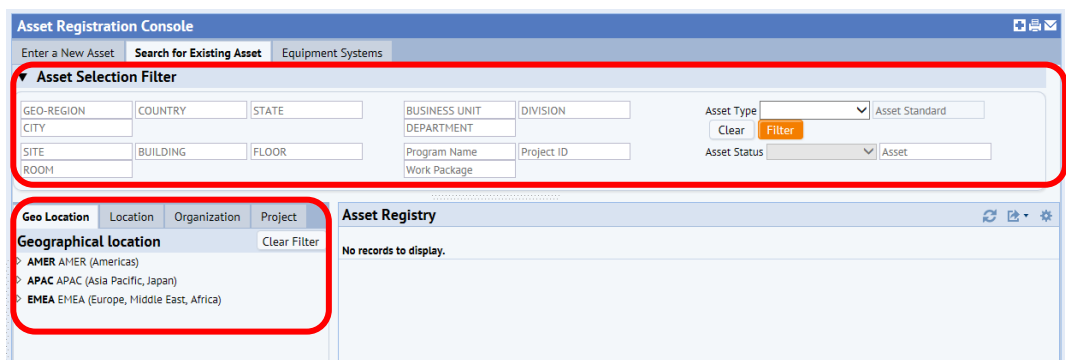 Asset Registration Console
Enter a New Asset Search for Existing Asset Equipment Systems
▼ Asset Selection Filter
GEO-REGION COUNTRY STATE BUSINESS UNIT DIVISION Asset Type Asset Standard
CITY DEPARTMENT Clear Filter
SITE BUILDING FLOOR Program Name Project ID Asset Status Asset
ROOM Work Package
Geo Location Location Organization Project Asset Registry
Geographical location Clear Filter
No records to display.
AMER AMER (Americas)
APAC APAC (Asia Pacific, Japan)
EMEA EMEA (Europe, Middle East, Africa)